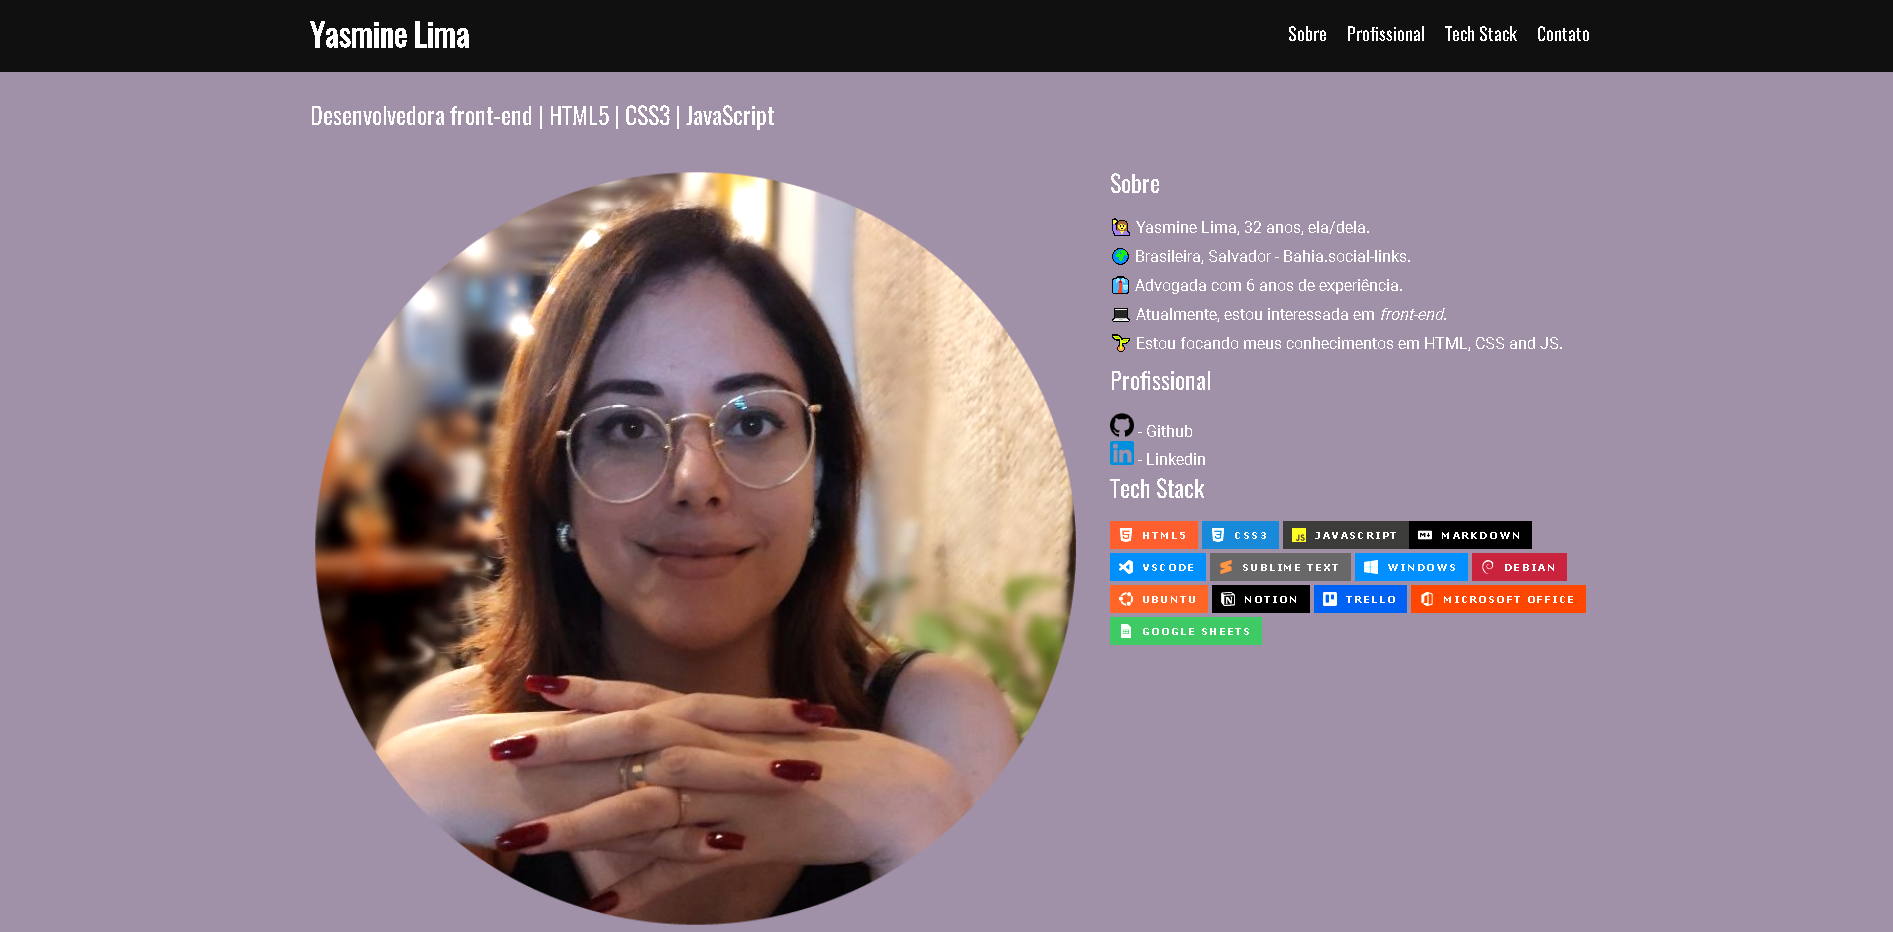 Yasmine Lima
Sobre Profissional Tech Stack Contato
Desenvolvedora front-end | HTML5 | CSS3 | JavaScript
Sobre
Yasmine Lima, 32 anos, ela/dela.
Brasileira, Salvador - Bahia.social-links.
Advogada com 6 anos de experiência.
Atualmente, estou interessada em front-end.
Estou focando meus conhecimentos em HTML, CSS and JS.
Profissional
- Github
in - Linkedin
Tech Stack
HTML5 CSS3 JS JAVASCRIPT MARKDOWN
VSCODE SUBLIME TEXT WINDOWS DEBIAN
UBUNTU NOTION TRELLO MICROSOFT OFFICE
GOOGLE SHEETS